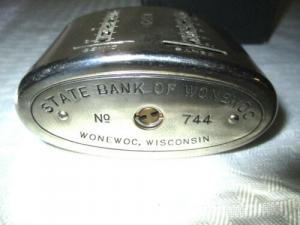 STATE BANK OF WONEWOC
No 744
WONEWOC, WISCONSIN